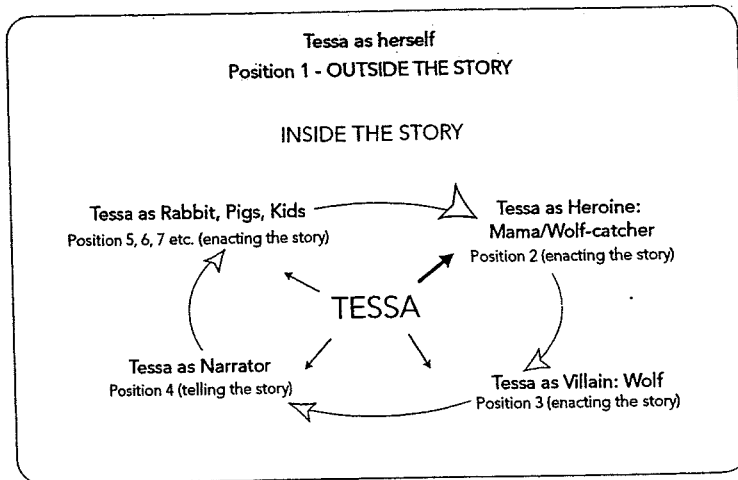 Tessa as herself
Position 1 - OUTSIDE THE STORY
INSIDE THE STORY
Tessa as Rabbit, Pigs, Kids
Position 5, 6, 7 etc. (enacting the story)
Tessa as Heroine:
Mama/Wolf-catcher
Position 2 (enacting the story)
TESSA
Tessa as Narrator
Position 4 (telling the story)
Tessa as Villain: Wolf
Position 3 (enacting the story)